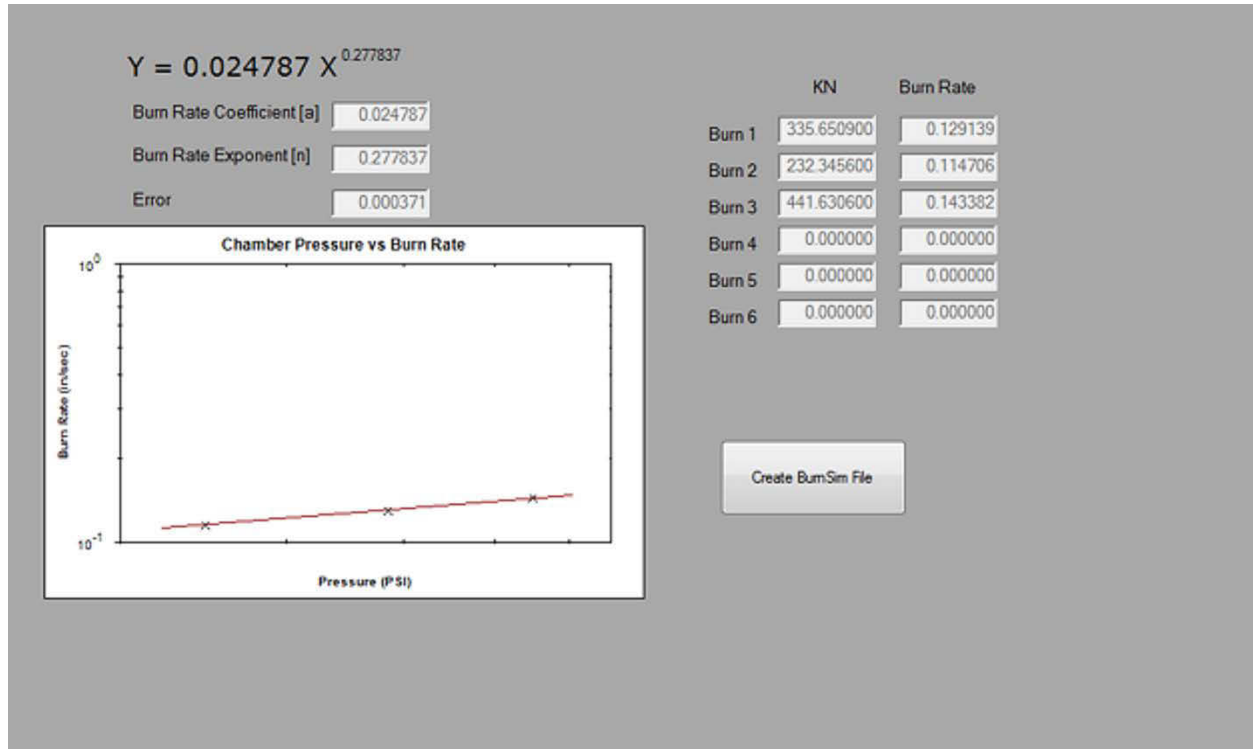 Y = 0.024787 X^0.277837
Burn Rate Coefficient [a] 0.024787
Burn Rate Exponent [n] 0.277837
Error 0.000371
KN Burn Rate
Burn 1 335.650900 0.129139
Burn 2 232.345600 0.114706
Burn 3 441.630600 0.143382
Burn 4 0.000000 0.000000
Burn 5 0.000000 0.000000
Burn 6 0.000000 0.000000
Chamber Pressure vs Burn Rate
10^0
Burn Rate (in/sec)
10^-1
Pressure (PSI)
Create BurnSim File